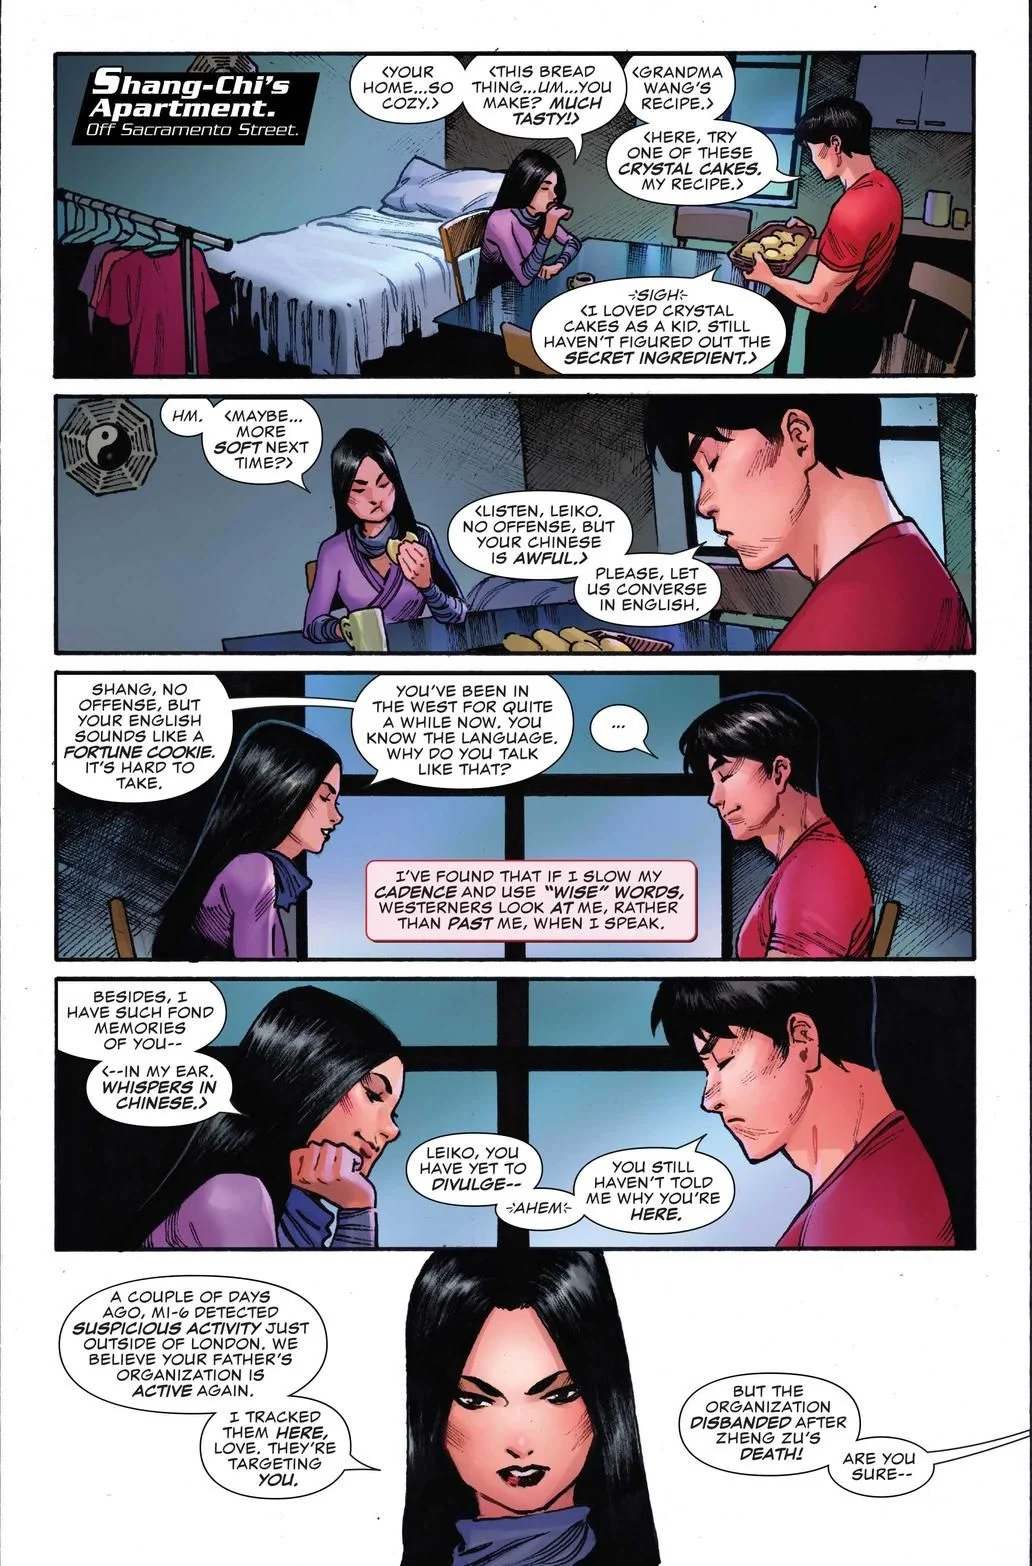 Shang-Chi's
Apartment.
Off Sacramento Street.
<YOUR
HOME...SO
COZY.>
<THIS BREAD
THING...UM...YOU
MAKE? MUCH
TASTY!>
<GRANDMA
WANG'S
RECIPE.>
<HERE, TRY
ONE OF THESE
CRYSTAL CAKES.
MY RECIPE.>
-SIGH-
<I LOVED CRYSTAL
CAKES AS A KID. STILL
HAVEN'T FIGURED OUT THE
SECRET INGREDIENT.>
HM.
<MAYBE...
MORE
SOFT NEXT
TIME?>
<LISTEN, LEIKO.
NO OFFENSE, BUT
YOUR CHINESE
IS AWFUL.>
PLEASE, LET
US CONVERSE
IN ENGLISH.
SHANG, NO
OFFENSE, BUT
YOUR ENGLISH
SOUNDS LIKE A
FORTUNE COOKIE.
IT'S HARD TO
TAKE.
YOU'VE BEEN IN
THE WEST FOR QUITE
A WHILE NOW. YOU
KNOW THE LANGUAGE.
WHY DO YOU TALK
LIKE THAT?
...
I'VE FOUND THAT IF I SLOW MY
CADENCE AND USE "WISE" WORDS,
WESTERNERS LOOK AT ME, RATHER
THAN PAST ME, WHEN I SPEAK.
BESIDES, I
HAVE SUCH FOND
MEMORIES
OF YOU--
<--IN MY EAR.
WHISPERS IN
CHINESE.>
LEIKO, YOU
HAVE YET TO
DIVULGE--
-AHEM-
YOU STILL
HAVEN'T TOLD
ME WHY YOU'RE
HERE.
A COUPLE OF DAYS
AGO, MI-6 DETECTED
SUSPICIOUS ACTIVITY JUST
OUTSIDE OF LONDON. WE
BELIEVE YOUR FATHER'S
ORGANIZATION IS
ACTIVE AGAIN.
I TRACKED
THEM HERE,
LOVE. THEY'RE
TARGETING
YOU.
BUT THE
ORGANIZATION
DISBANDED AFTER
ZHENG ZU'S
DEATH!
ARE YOU
SURE--